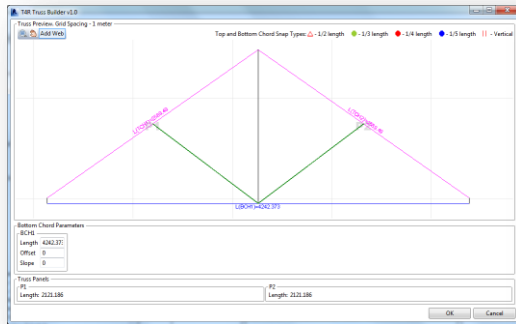 T4R Truss Builder v1.0
Truss Preview. Grid Spacing - 1 meter
Add Web
Top and Bottom Chord Snap Types: - 1/2 length - 1/3 length - 1/4 length - 1/5 length - Vertical
L(BCH1)=4242.373
Bottom Chord Parameters
BCH1
Length 4242.37
Offset 0
Slope 0
Truss Panels
P1
Length: 2121.186
P2
Length: 2121.186
OK
Cancel